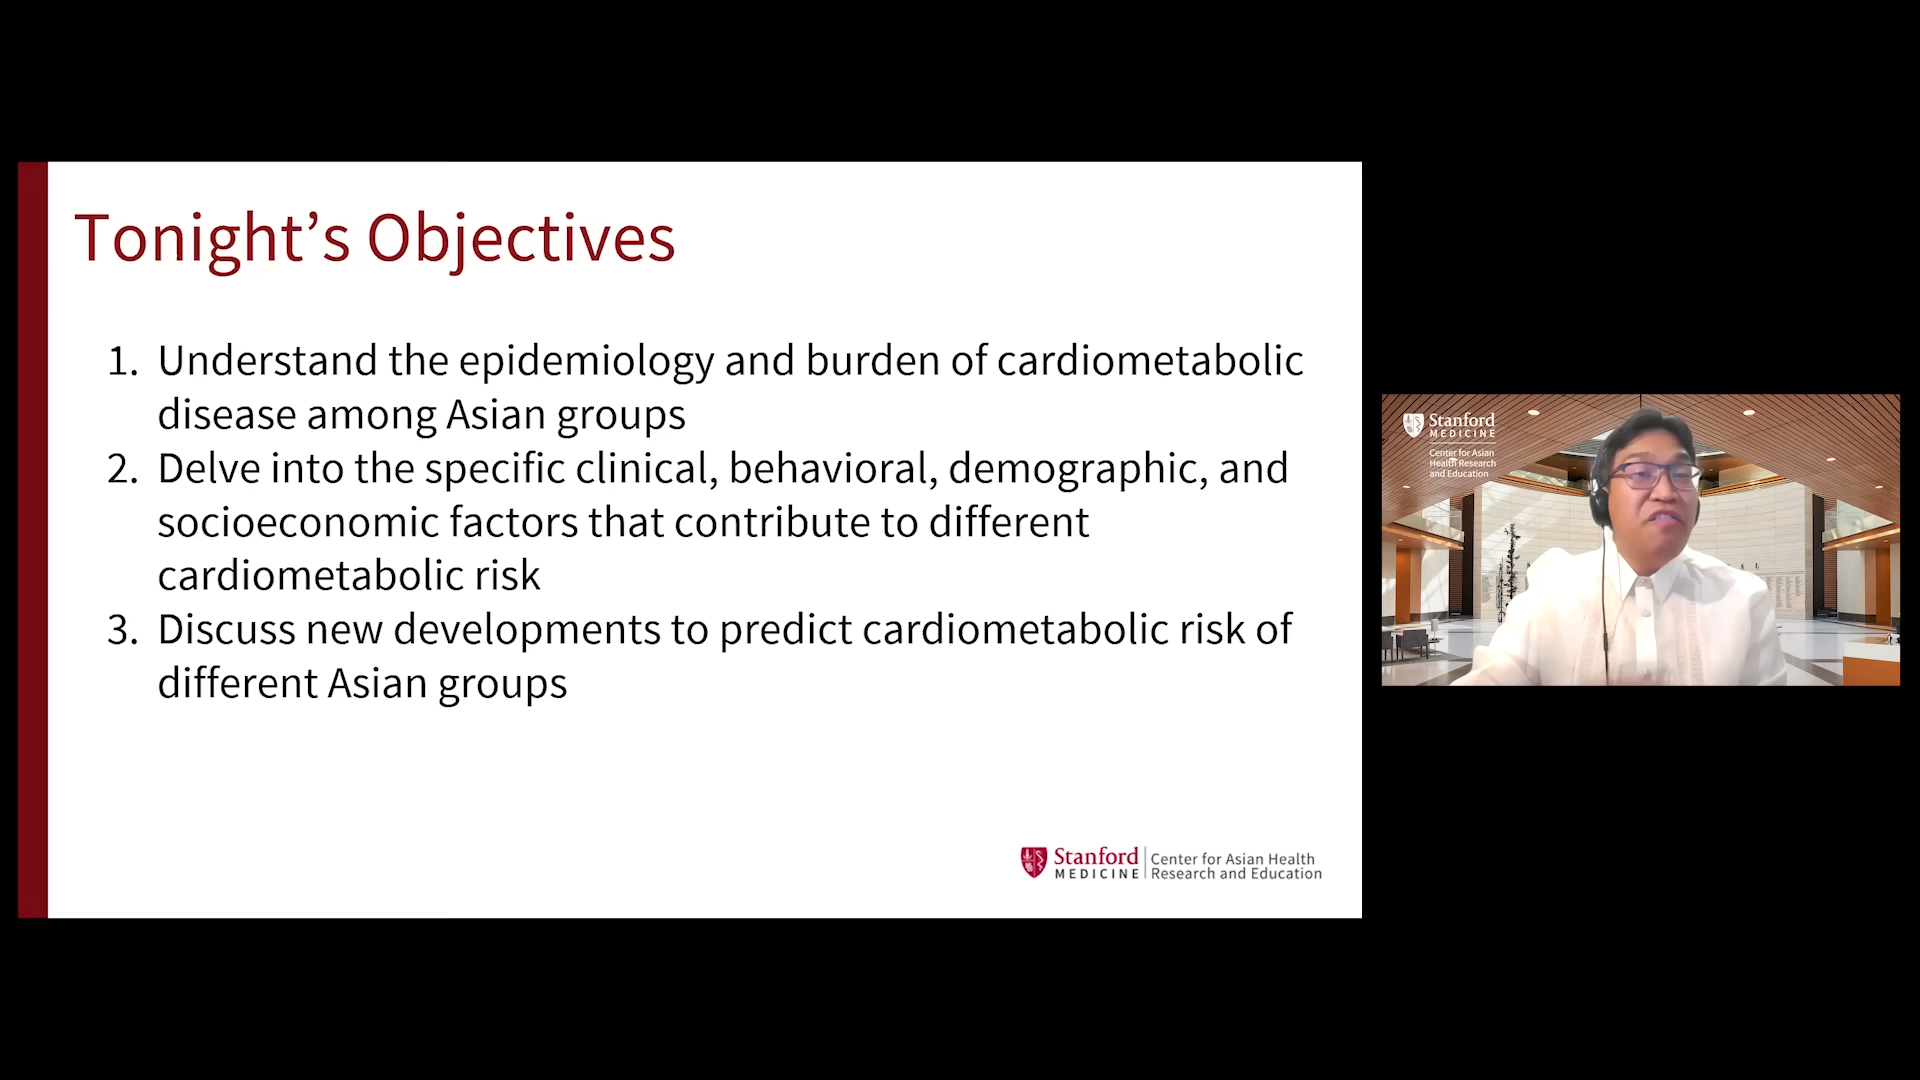 Tonight’s Objectives
1. Understand the epidemiology and burden of cardiometabolic
disease among Asian groups
2. Delve into the specific clinical, behavioral, demographic, and
socioeconomic factors that contribute to different
cardiometabolic risk
3. Discuss new developments to predict cardiometabolic risk of
different Asian groups
Stanford
MEDICINE
Center for Asian Health
Research and Education
Stanford
MEDICINE
Center for Asian
Health Research
and Education